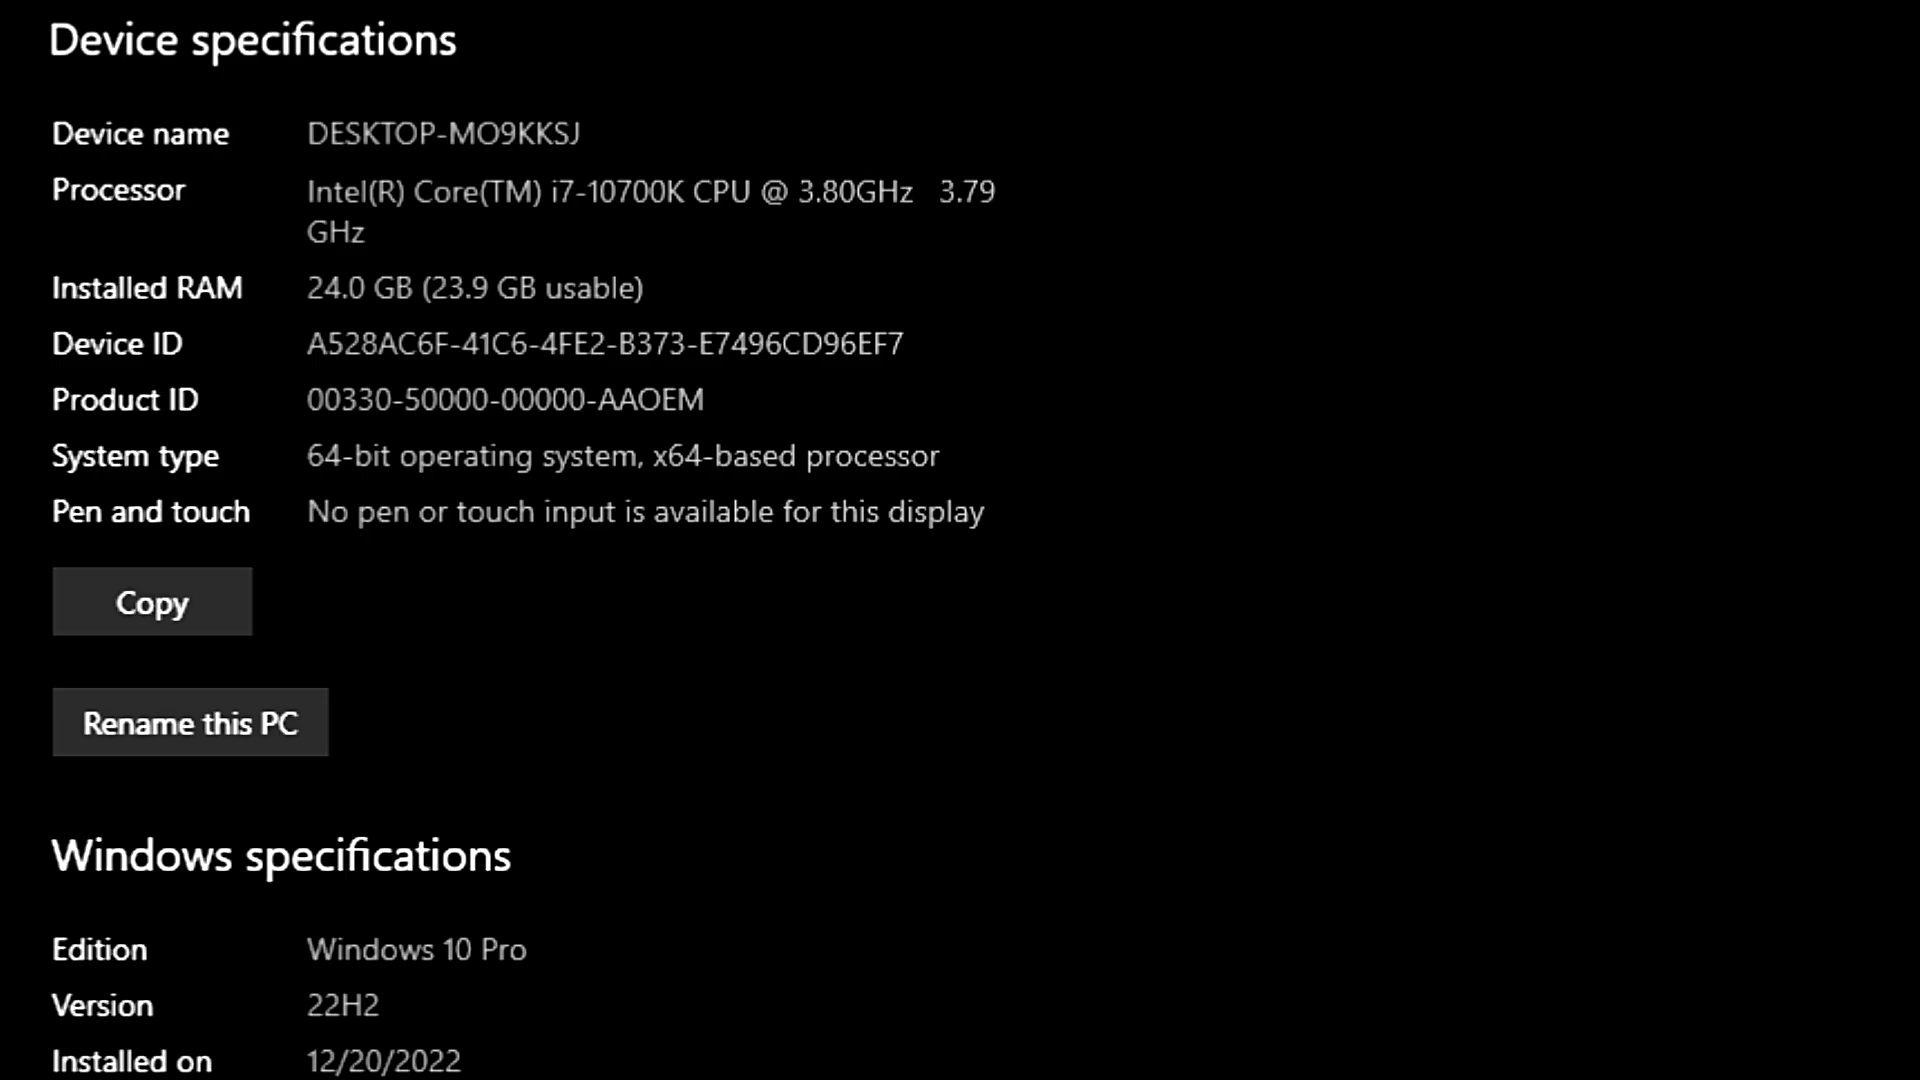 Device specifications
Device name DESKTOP-MO9KKSJ
Processor Intel(R) Core(TM) i7-10700K CPU @ 3.80GHz 3.79
GHz
Installed RAM 24.0 GB (23.9 GB usable)
Device ID A528AC6F-41C6-4FE2-B373-E7496CD96EF7
Product ID 00330-50000-00000-AAOEM
System type 64-bit operating system, x64-based processor
Pen and touch No pen or touch input is available for this display
Copy
Rename this PC
Windows specifications
Edition Windows 10 Pro
Version 22H2
Installed on 12/20/2022